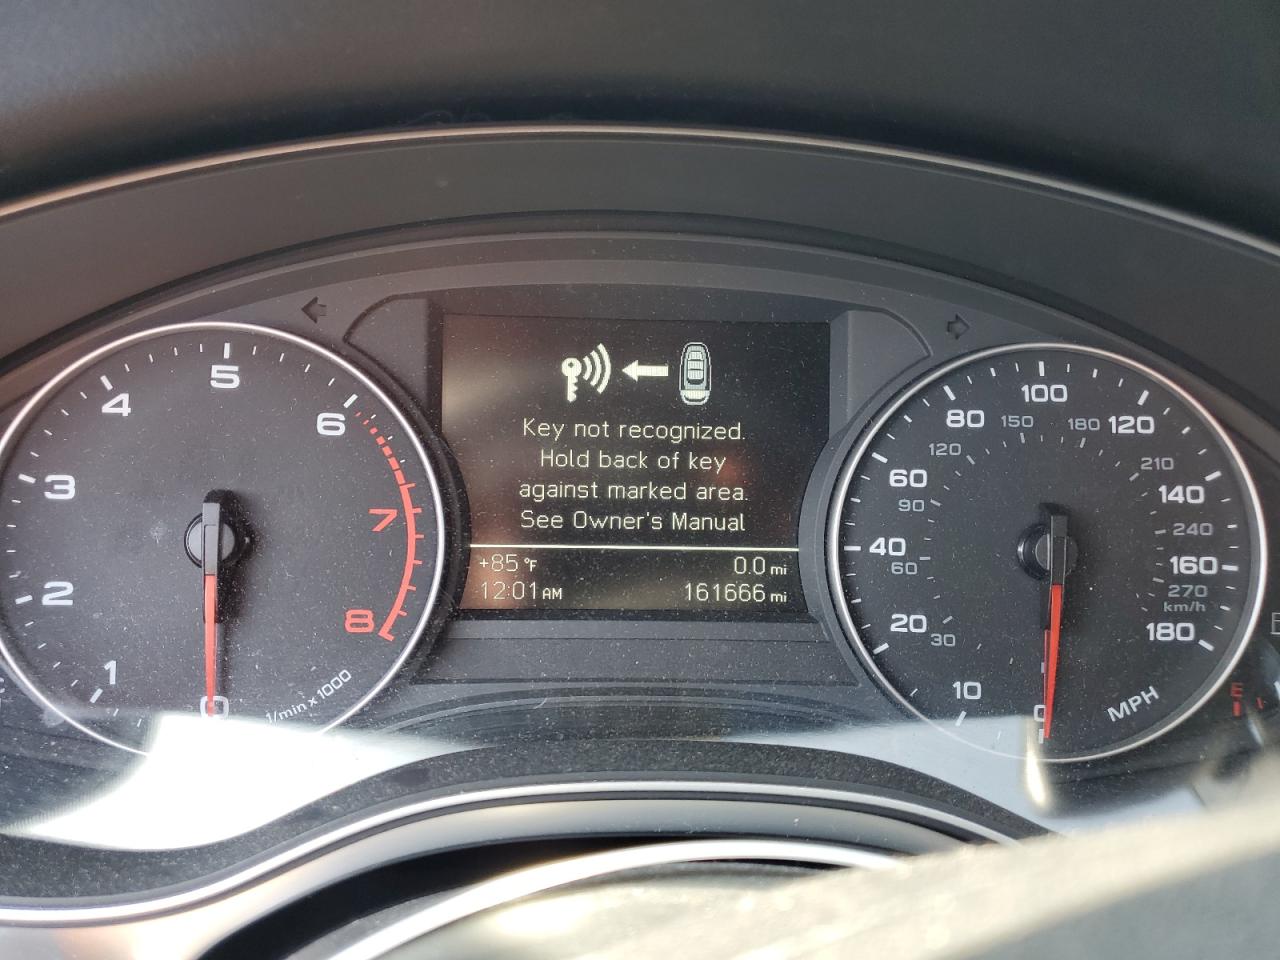 Key not recognized.
Hold back of key
against marked area.
See Owner's Manual
+85 °F 0.0 mi
12:01 AM 161666 mi
0
1
2
3
4
5
6
7
8
1/min x 1000
0
10
20
30
40
60
60
90
80
120
100
150
120
180
140
210
160
240
180
270
km/h
MPH
E